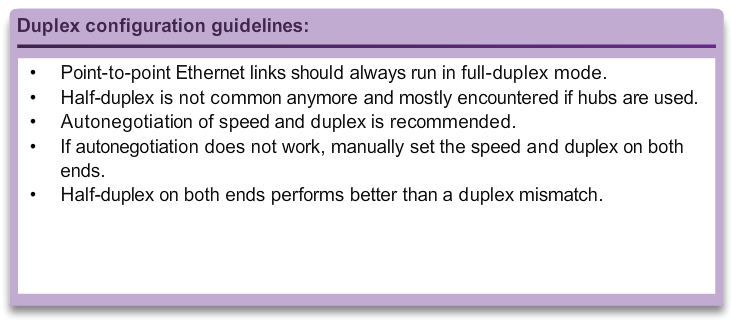 Duplex configuration guidelines:
• Point-to-point Ethernet links should always run in full-duplex mode.
• Half-duplex is not common anymore and mostly encountered if hubs are used.
• Autonegotiation of speed and duplex is recommended.
• If autonegotiation does not work, manually set the speed and duplex on both
ends.
• Half-duplex on both ends performs better than a duplex mismatch.